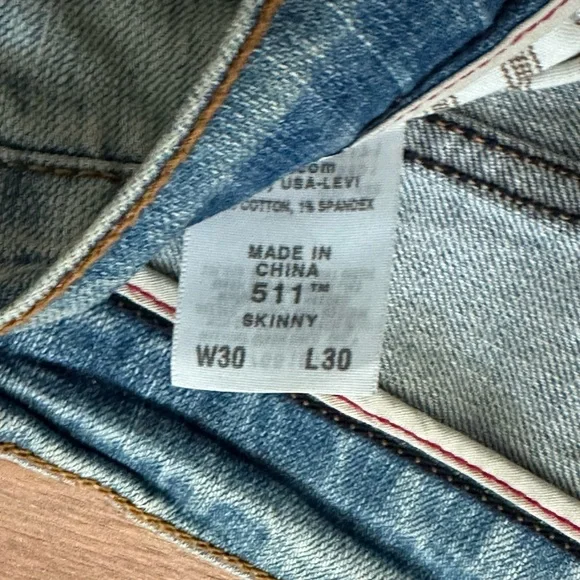 USA-LEVI
COTTON, 1% SPANDEX
MADE IN
CHINA
511™
SKINNY
W30 L30